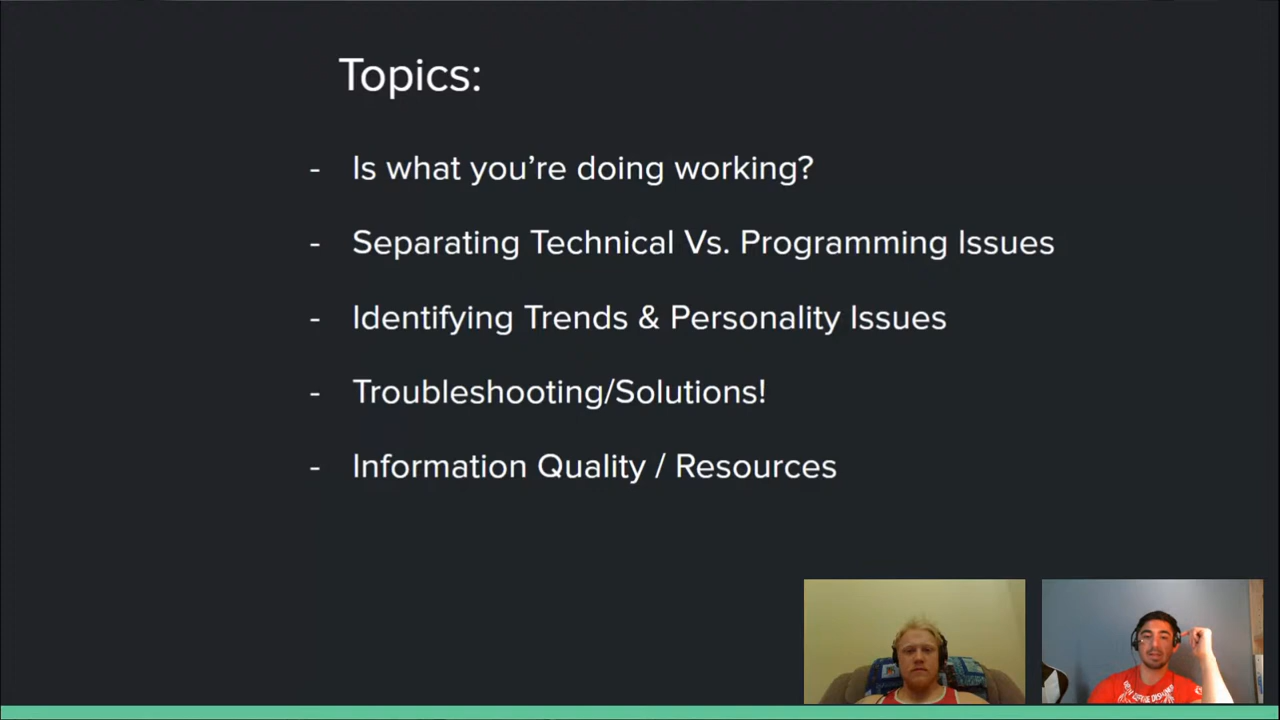 Topics:
- Is what you’re doing working?
- Separating Technical Vs. Programming Issues
- Identifying Trends & Personality Issues
- Troubleshooting/Solutions!
- Information Quality / Resources